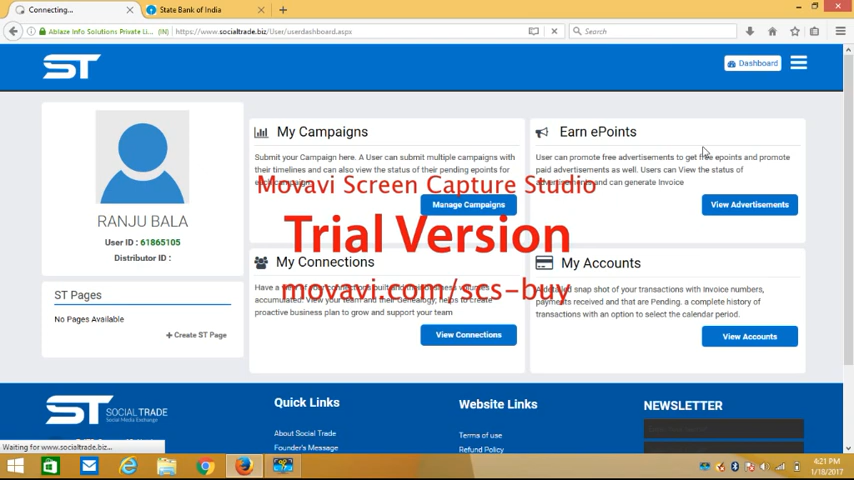 Connecting...
State Bank of India
Ablaze Info Solutions Private Li... (IN)
https://www.socialtrade.biz/User/userdashboard.aspx
Search
ST
Dashboard
RANJU BALA
User ID : 61865105
Distributor ID :
ST Pages
No Pages Available
+ Create ST Page
My Campaigns
Submit your Campaign here. A User can submit multiple campaigns with
their timelines and can also view status of their pending epoints for
Manage Campaigns
Earn ePoints
User can promote free advertisements to get free epoints and promote
paid advertisements as well. Users can View the status of
advertisements and can generate Invoice
View Advertisements
My Connections
accumulated. View your team and their Genealogy, helps to create
proactive business plan to grow and support your team
View Connections
My Accounts
A detailed snap shot of your transactions with Invoice numbers,
payments received and that are Pending. a complete history of
transactions with an option to select the calendar period.
View Accounts
Movavi Screen Capture Studio
Trial Version
movavi.com/scs-buy
ST SOCIAL TRADE
Social Media Exchange
Quick Links
About Social Trade
Founder's Message
Website Links
Terms of use
Refund Policy
NEWSLETTER
Waiting for www.socialtrade.biz...
4:21 PM
1/18/2017